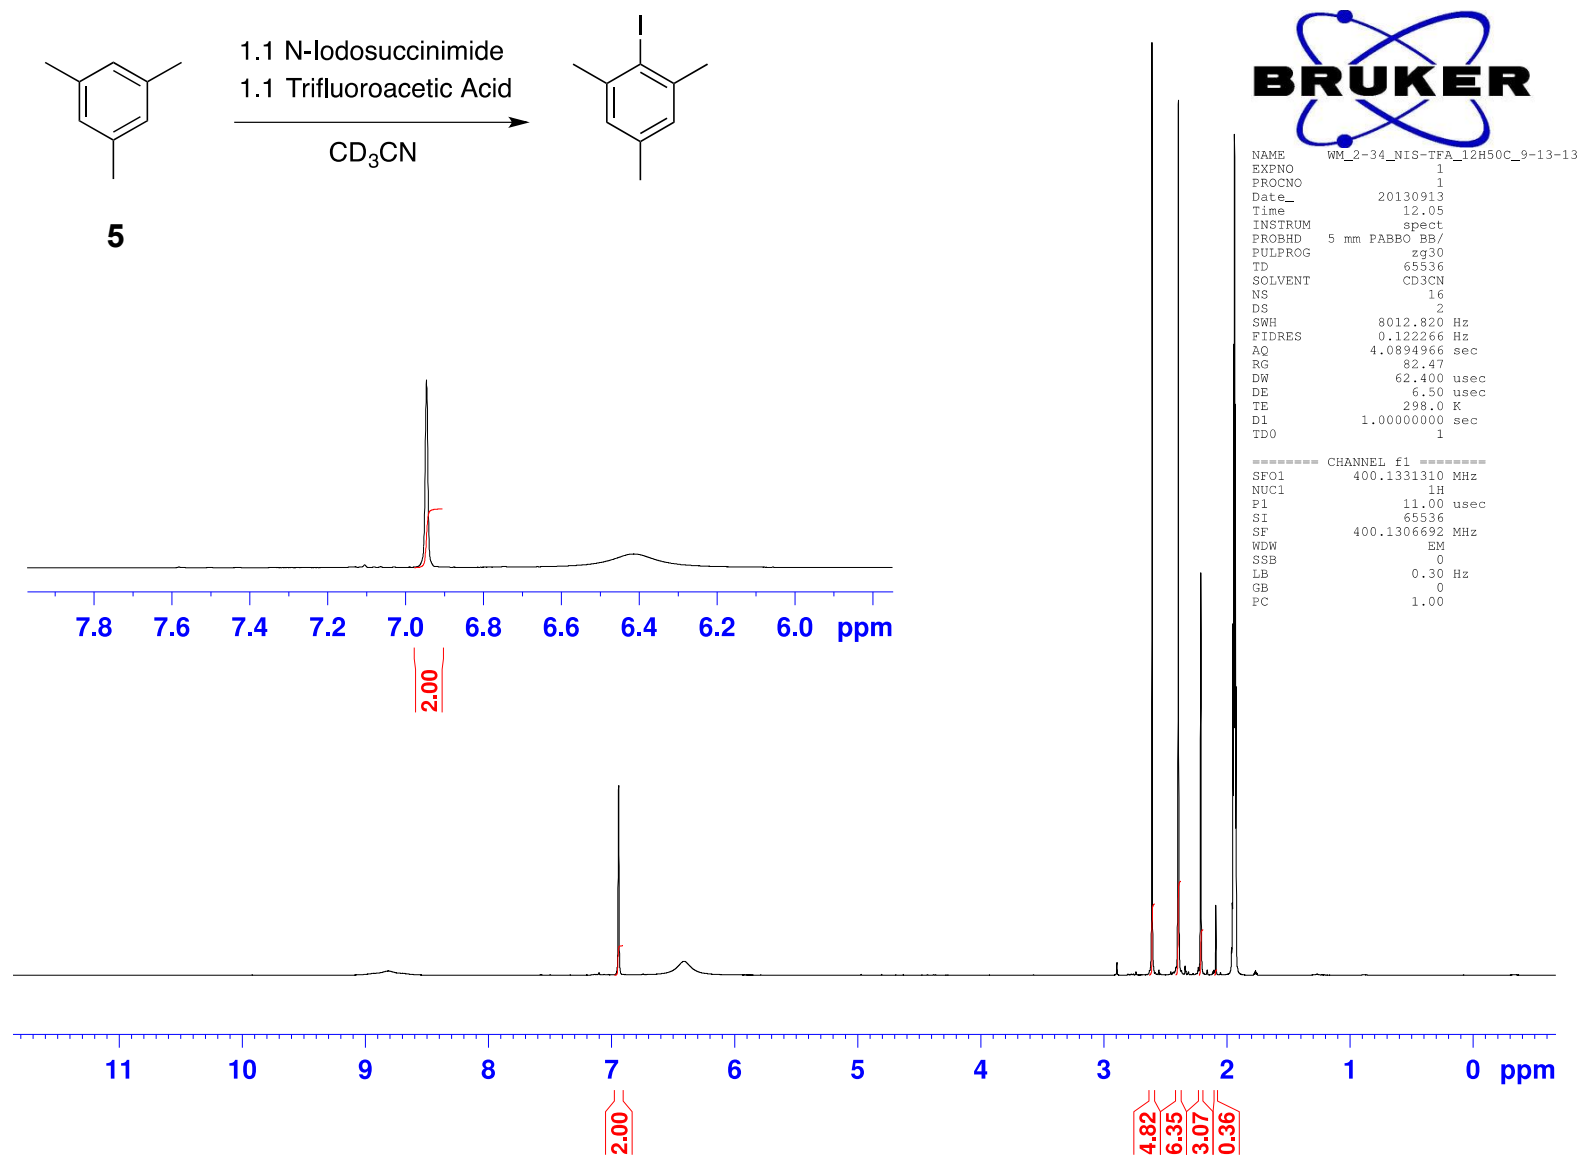 1.1 N-Iodosuccinimide
1.1 Trifluoroacetic Acid
CD3CN
I
5
BRUKER
NAME WM_2-34_NIS-TFA_12H50C_9-13-13
EXPNO 1
PROCNO 1
Date_ 20130913
Time 12.05
INSTRUM spect
PROBHD 5 mm PABBO BB/
PULPROG zg30
TD 65536
SOLVENT CD3CN
NS 16
DS 2
SWH 8012.820 Hz
FIDRES 0.122266 Hz
AQ 4.0894966 sec
RG 82.47
DW 62.400 usec
DE 6.50 usec
TE 298.0 K
D1 1.00000000 sec
TD0 1
======== CHANNEL f1 ========
SFO1 400.1331310 MHz
NUC1 1H
P1 11.00 usec
SI 65536
SF 400.1306692 MHz
WDW EM
SSB 0
LB 0.30 Hz
GB 0
PC 1.00
7.8 7.6 7.4 7.2 7.0 6.8 6.6 6.4 6.2 6.0 ppm
2.00
11 10 9 8 7 6 5 4 3 2 1 0 ppm
2.00 4.82 6.35 3.07 0.36